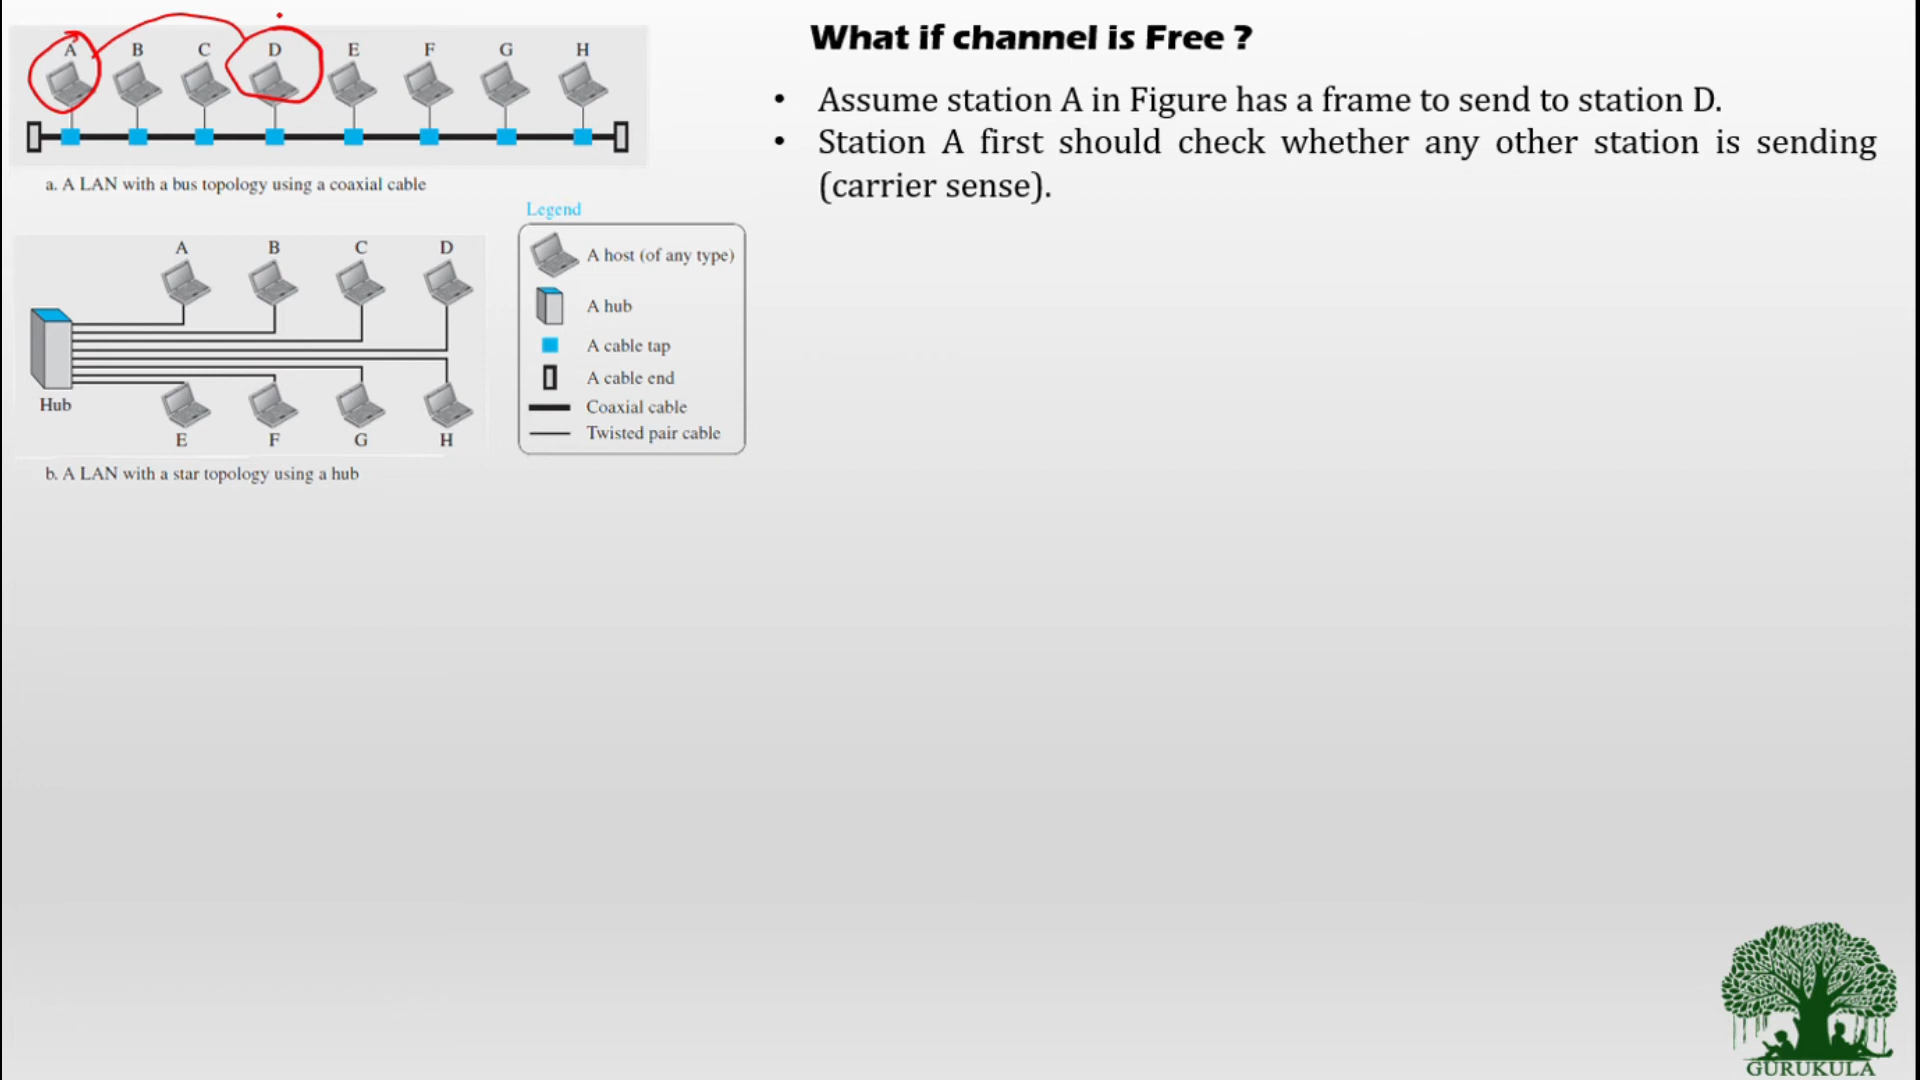 A B C D E F G H
a. A LAN with a bus topology using a coaxial cable
A B C D
Hub
E F G H
b. A LAN with a star topology using a hub
Legend
A host (of any type)
A hub
A cable tap
A cable end
Coaxial cable
Twisted pair cable
What if channel is Free ?
• Assume station A in Figure has a frame to send to station D.
• Station A first should check whether any other station is sending
(carrier sense).
GURUKULA